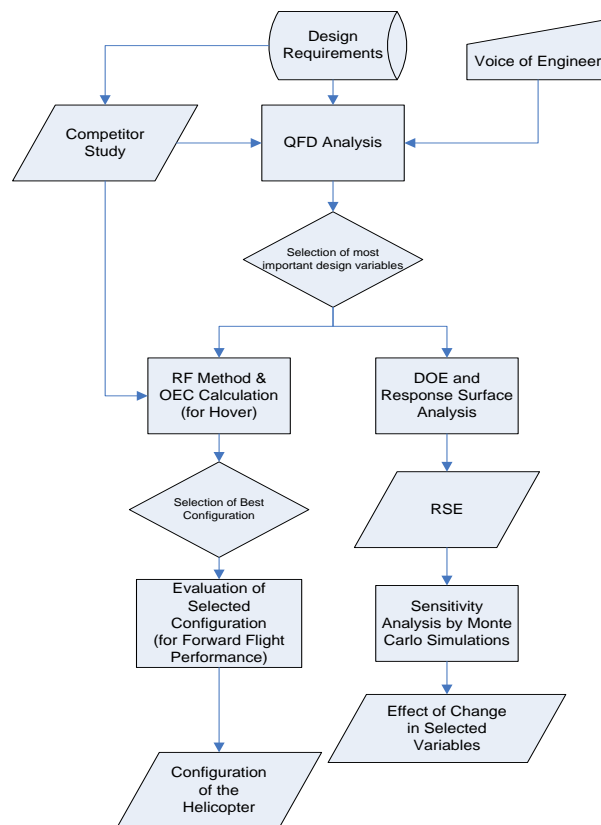 Design
Requirements
Voice of Engineer
Competitor
Study
QFD Analysis
Selection of most
important design variables
RF Method &
OEC Calculation
(for Hover)
DOE and
Response Surface
Analysis
Selection of Best
Configuration
RSE
Evaluation of
Selected
Configuration
(for Forward Flight
Performance)
Sensitivity
Analysis by Monte
Carlo Simulations
Effect of Change
in Selected
Variables
Configuration
of the
Helicopter